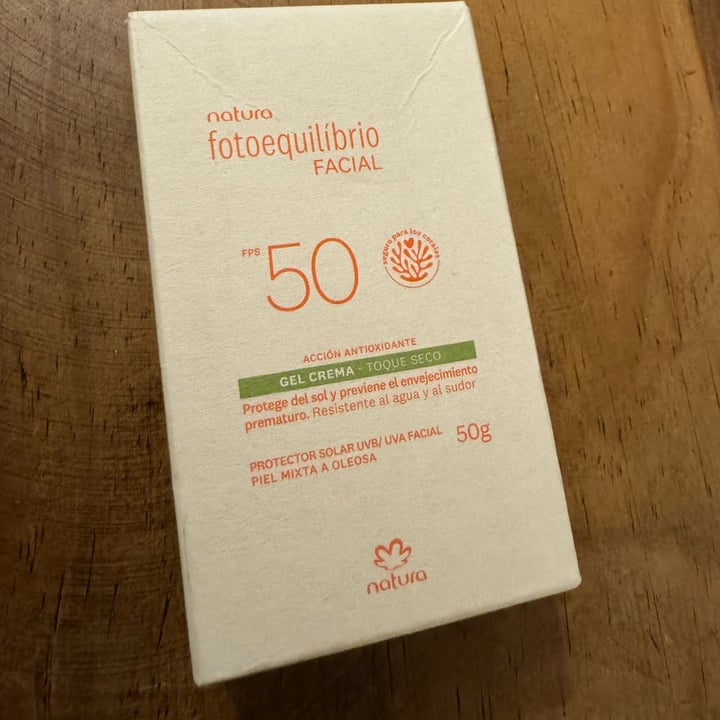 natura
fotoequilíbrio
FACIAL
FPS 50
seguro para los corales
ACCIÓN ANTIOXIDANTE
GEL CREMA - TOQUE SECO
Protege del sol y previene el envejecimiento
prematuro. Resistente al agua y al sudor
PROTECTOR SOLAR UVB/ UVA FACIAL 50g
PIEL MIXTA A OLEOSA
natura